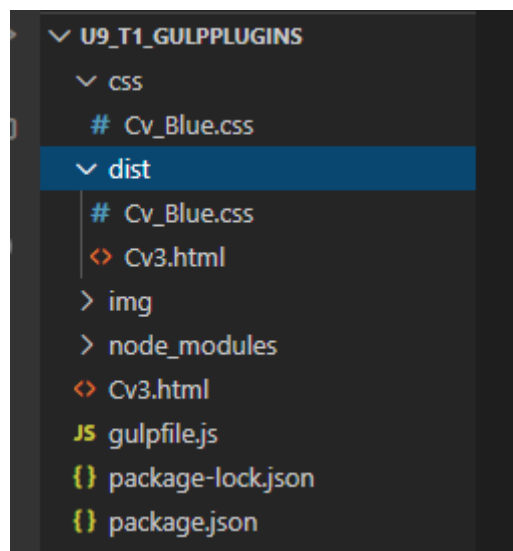 U9_T1_GULPPLUGINS
css
# Cv_Blue.css
dist
# Cv_Blue.css
<> Cv3.html
img
node_modules
<> Cv3.html
JS gulpfile.js
{} package-lock.json
{} package.json